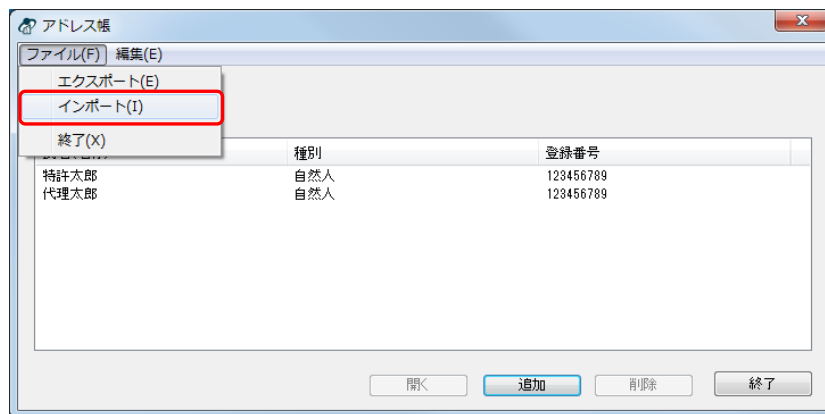 アドレス帳
ファイル(F) 編集(E)
エクスポート(E)
インポート(I)
終了(X)
種別 登録番号
特許太郎 自然人 123456789
代理太郎 自然人 123456789
開く 追加 削除 終了